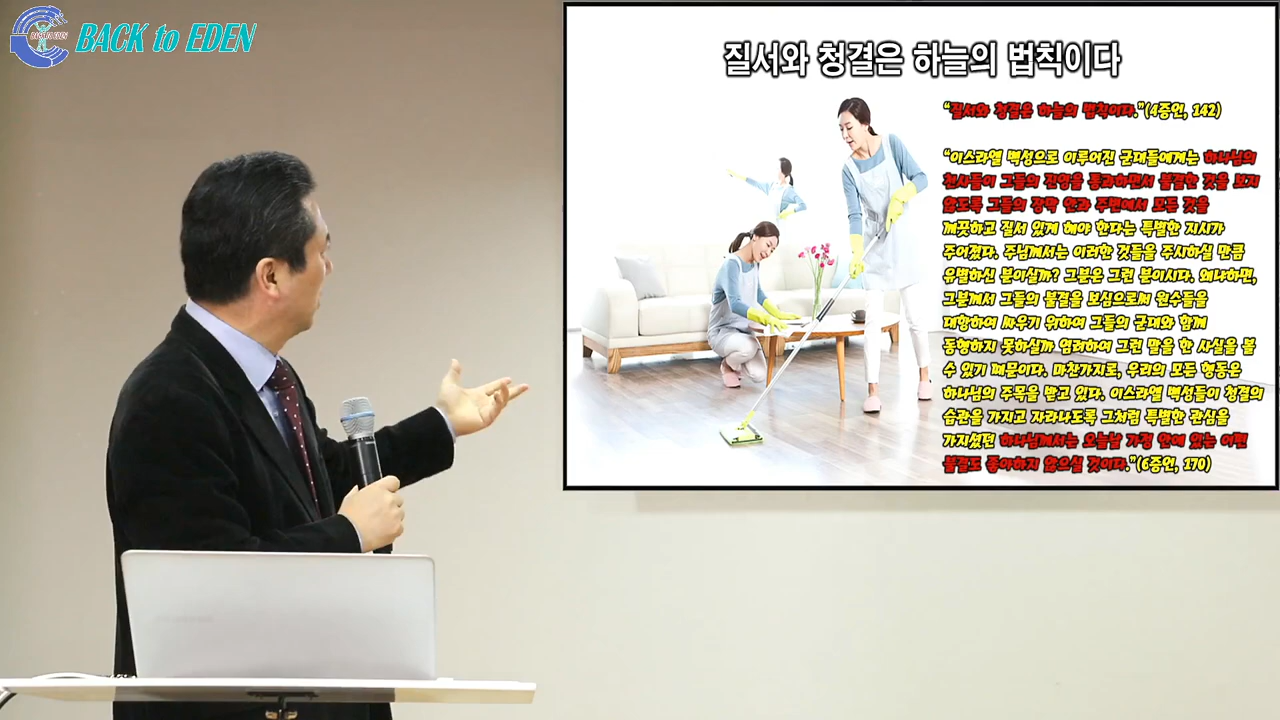 BACK to EDEN
BACK TO EDEN
질서와 청결은 하늘의 법칙이다
“질서와 청결은 하늘의 법칙이다.”(4증언, 142)
“이스라엘 백성으로 이루어진 군대들에게는 하나님의
천사들이 그들의 진영을 통과하면서 불결한 것을 보지
않도록 그들의 장막 안과 주변에서 모든 것을
깨끗하고 질서 있게 해야 한다는 특별한 지시가
주어졌다. 주님께서는 이러한 것들을 주시하실 만큼
유별하신 분이실까? 그분은 그런 분이시다. 왜냐하면,
그분께서 그들의 불결을 보심으로써 원수들을
대항하여 싸우기 위하여 그들의 군대와 함께
동행하지 못하실까 염려하여 그런 말을 한 사실을 볼
수 있기 때문이다. 마찬가지로, 우리의 모든 행동은
하나님의 주목을 받고 있다. 이스라엘 백성들이 청결의
습관을 가지고 자라나도록 그처럼 특별한 관심을
가지셨던 하나님께서는 오늘날 가정 안에 있는 어떤
불결도 좋아하지 않으실 것이다.”(6증언, 170)